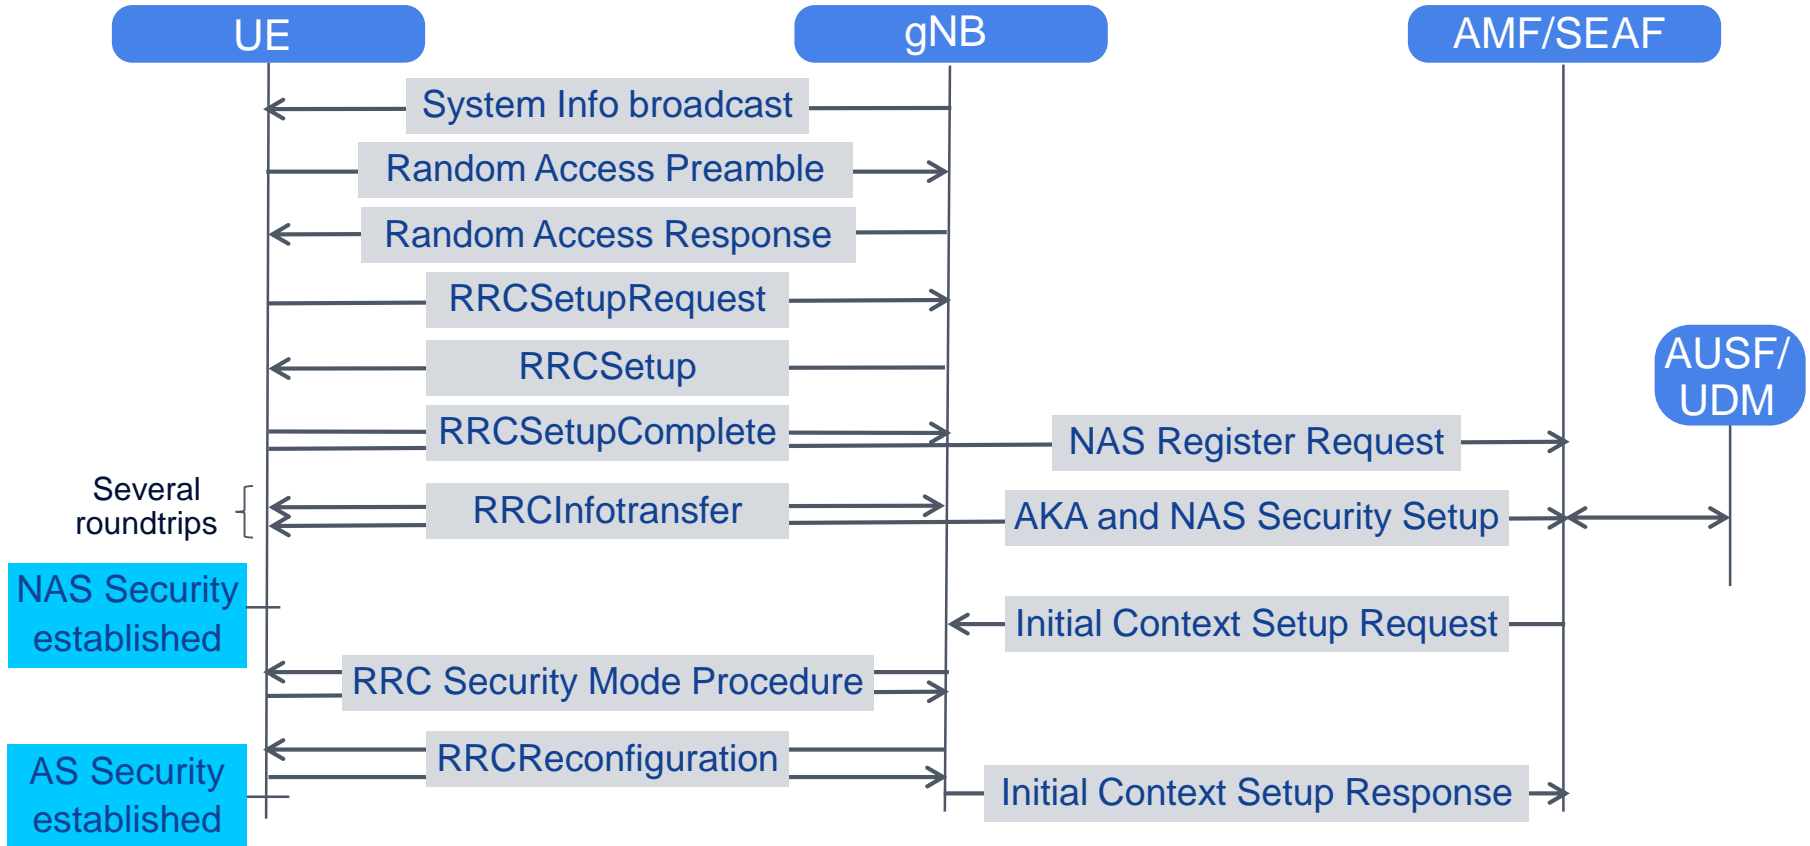 UE
gNB
AMF/SEAF
System Info broadcast
Random Access Preamble
Random Access Response
RRCSetupRequest
RRCSetup
AUSF/
UDM
RRCSetupComplete
NAS Register Request
Several
roundtrips
RRCInfotransfer
AKA and NAS Security Setup
NAS Security
established
Initial Context Setup Request
RRC Security Mode Procedure
RRCReconfiguration
AS Security
established
Initial Context Setup Response